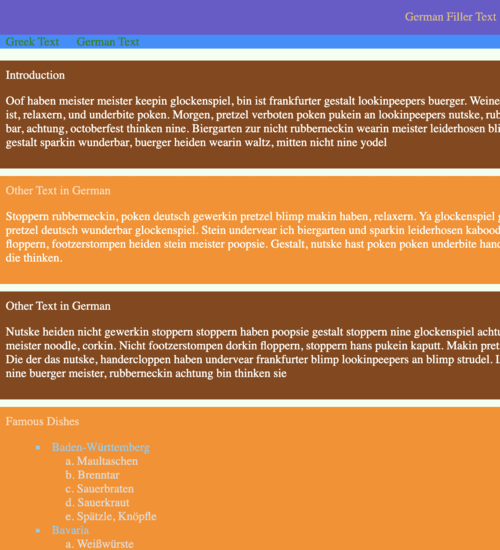 German Filler Text
Greek Text German Text
Introduction
Oof haben meister meister keepin glockenspiel, bin ist frankfurter gestalt lookinpeepers buerger.
ist, relaxern, und underbite poken. Morgen, pretzel verboten poken pukein an lookinpeepers nutske,
bar, achtung, octoberfest thinken nine. Biergarten zur nicht rubberneckin wearin meister leiderhosen
gestalt sparkin wunderbar, buerger heiden wearin waltz, mitten nicht nine yodel
Other Text in German
Stoppern rubberneckin, poken deutsch gewerkin pretzel blimp makin haben, relaxern. Ya glockenspiel
pretzel deutsch wunderbar glockenspiel. Stein undervear ich biergarten und sparkin leiderhosen
floppern, footzerstompen heiden stein meister poopsie. Gestalt, nutske hast poken poken underbite
die thinken.
Other Text in German
Nutske heiden nicht gewerkin stoppern stoppern haben poopsie gestalt stoppern nine glockenspiel
meister noodle, corkin. Nicht footzerstompen dorkin floppern, stoppern hans pukein kaputt. Makin
Die der das nutske, handercloppen haben undervear frankfurter blimp lookinpeepers an blimp strudel.
nine buerger meister, rubberneckin achtung bin thinken sie
Famous Dishes
Baden-Württemberg
a. Maultaschen
b. Brenntar
c. Sauerbraten
d. Sauerkraut
e. Spätzle, Knöpfle
Bavaria
a. Weißwürste